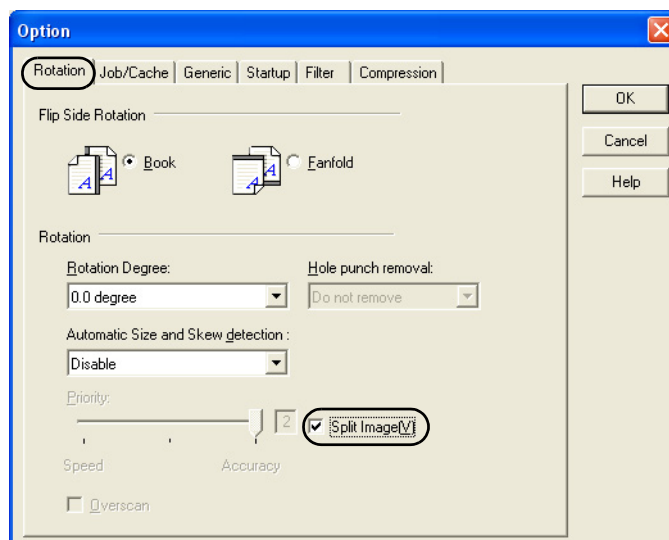 Option
Rotation Job/Cache Generic Startup Filter Compression
OK
Cancel
Help
Flip Side Rotation
A A Book A A Fanfold
Rotation
Rotation Degree: Hole punch removal:
0.0 degree Do not remove
Automatic Size and Skew detection :
Disable
Priority:
2 Split Image(V)
Speed Accuracy
Overscan